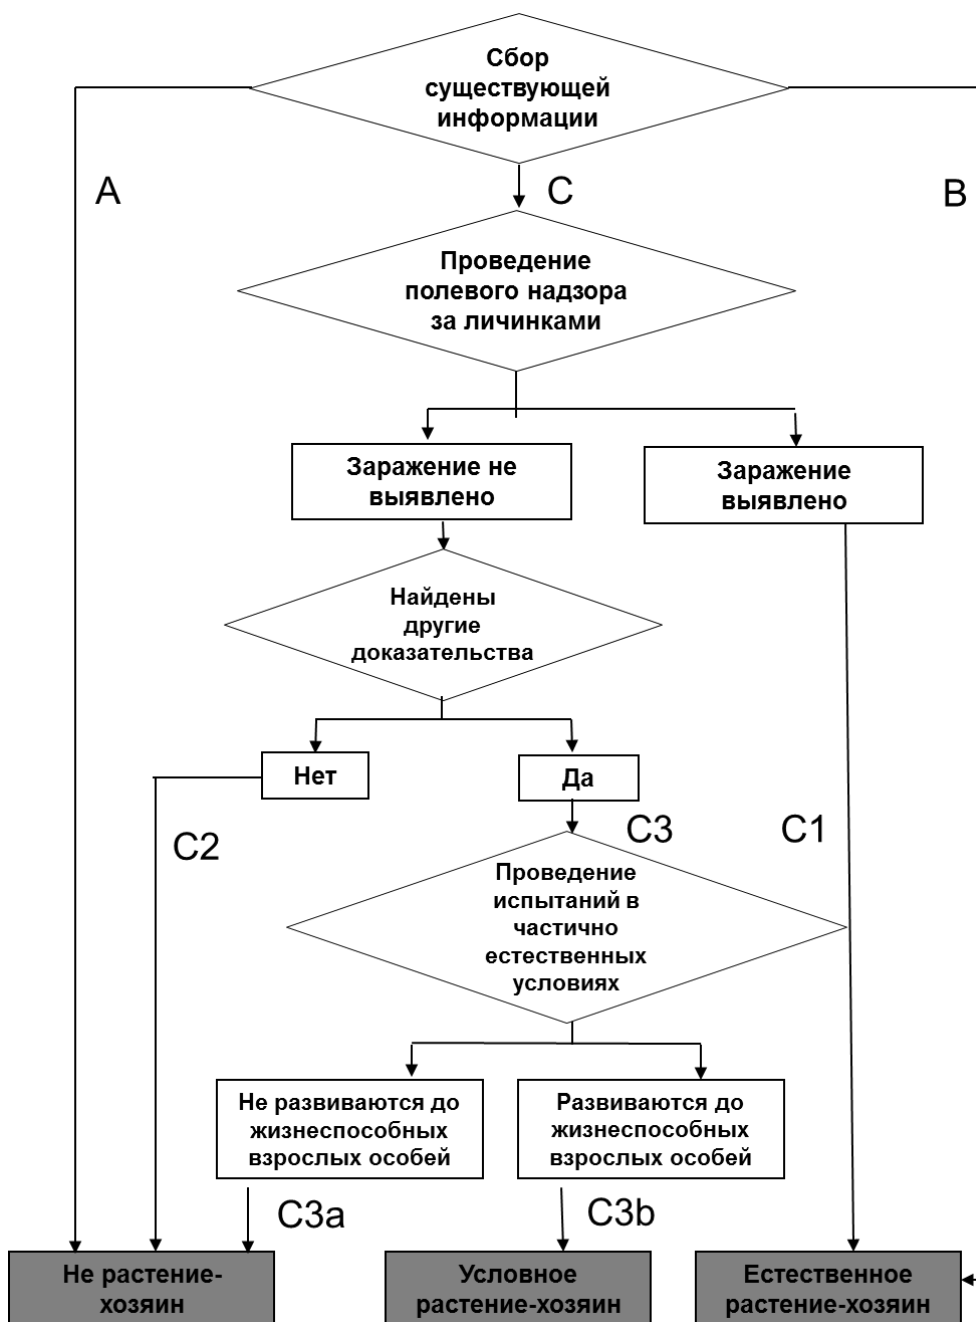 Сбор
существующей
информации
A
C
B
Проведение
полевого надзора
за личинками
Заражение не
выявлено
Заражение
выявлено
Найдены
другие
доказательства
Нет
Да
C2
C3
C1
Проведение
испытаний в
частично
естественных
условиях
Не развиваются до
жизнеспособных
взрослых особей
Развиваются до
жизнеспособных
взрослых особей
C3a
C3b
Не растение-
хозяин
Условное
растение-хозяин
Естественное
растение-хозяин